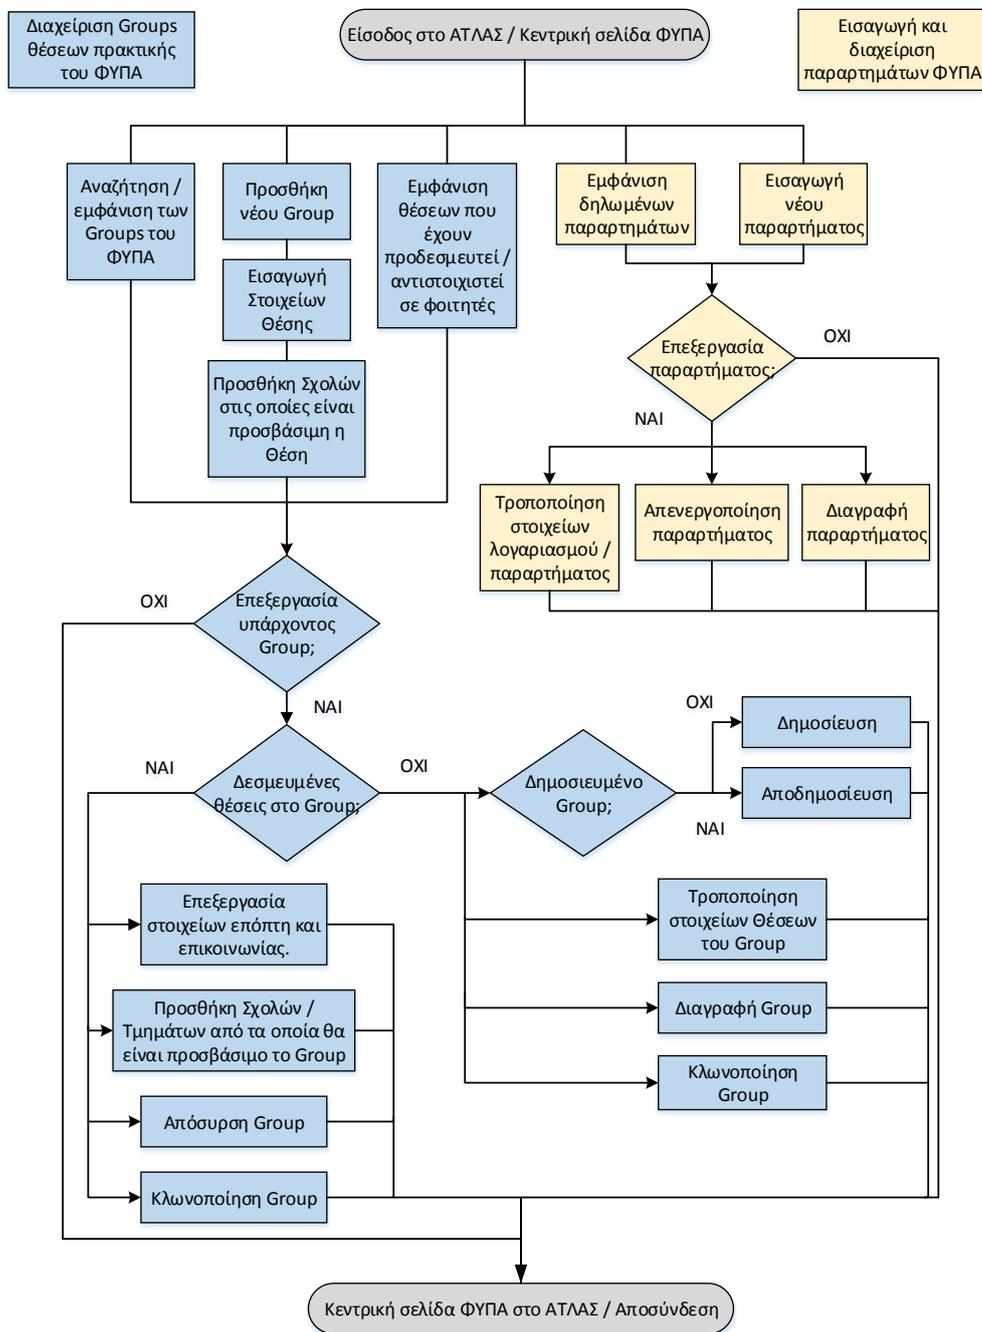 Διαχείριση Groups
θέσεων πρακτικής
του ΦΥΠΑ
Είσοδος στο ΑΤΛΑΣ / Κεντρική σελίδα ΦΥΠΑ
Εισαγωγή και
διαχείριση
παραρτημάτων ΦΥΠΑ
Αναζήτηση /
εμφάνιση των
Groups του
ΦΥΠΑ
Προσθήκη
νέου Group
Εμφάνιση
θέσεων που
έχουν
προδεσμευτεί /
αντιστοιχιστεί
σε φοιτητές
Εμφάνιση
δηλωμένων
παραρτημάτων
Εισαγωγή
νέου
παραρτήματος
Εισαγωγή
Στοιχείων
Θέσης
Προσθήκη Σχολών
στις οποίες είναι
προσβάσιμη η
Θέση
Επεξεργασία
παραρτήματος;
ΟΧΙ
ΝΑΙ
Τροποποίηση
στοιχείων
λογαριασμού /
παραρτήματος
Απενεργοποίηση
παραρτήματος
Διαγραφή
παραρτήματος
ΟΧΙ
Επεξεργασία
υπάρχοντος
Group;
ΝΑΙ
ΝΑΙ
Δεσμευμένες
θέσεις στο Group;
ΟΧΙ
Δημοσιευμένο
Group;
ΟΧΙ
Δημοσίευση
ΝΑΙ
Αποδημοσίευση
Επεξεργασία
στοιχείων επόπτη και
επικοινωνίας.
Τροποποίηση
στοιχείων Θέσεων
του Group
Προσθήκη Σχολών /
Τμημάτων από τα οποία θα
είναι προσβάσιμο το Group
Διαγραφή Group
Κλωνοποίηση
Group
Απόσυρση Group
Κλωνοποίηση Group
Κεντρική σελίδα ΦΥΠΑ στο ΑΤΛΑΣ / Αποσύνδεση